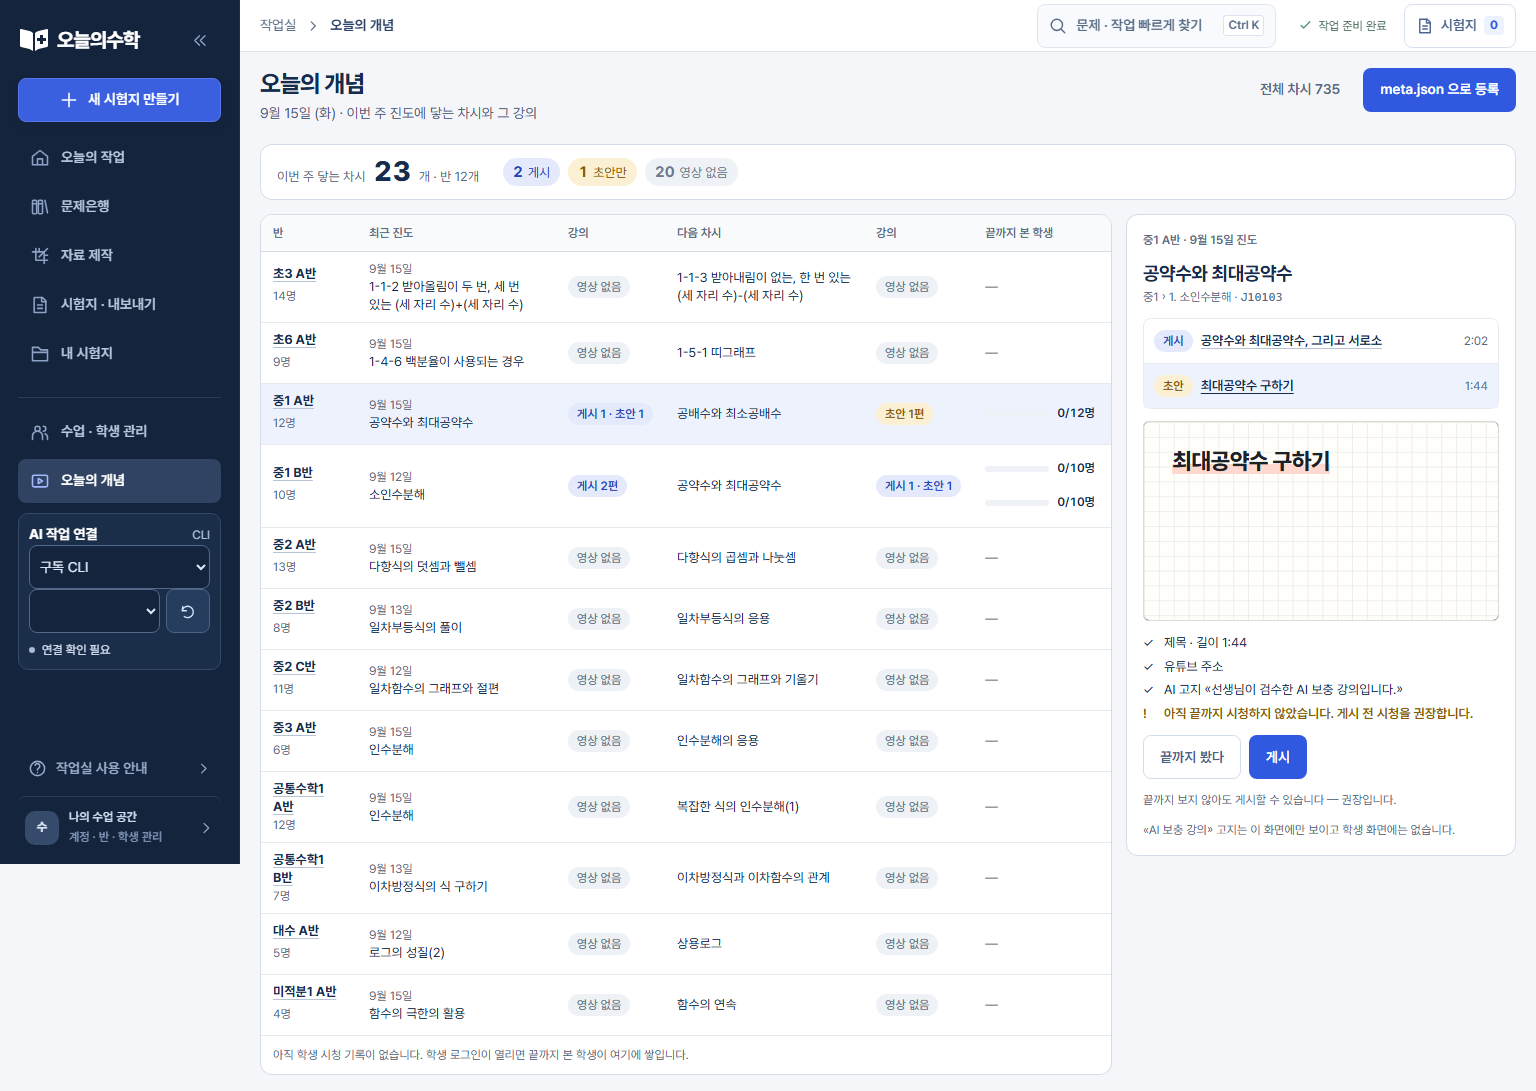 오늘의수학
새 시험지 만들기
오늘의 작업
문제은행
자료 제작
시험지 · 내보내기
내 시험지
수업 · 학생 관리
오늘의 개념
AI 작업 연결 CLI
구독 CLI
연결 확인 필요
작업실 사용 안내
수 나의 수업 공간
계정 · 반 · 학생 관리
작업실 > 오늘의 개념
문제 · 작업 빠르게 찾기 Ctrl K
작업 준비 완료
시험지 0
오늘의 개념
9월 15일 (화) · 이번 주 진도에 닿는 차시와 그 강의
전체 차시 735
meta.json 으로 등록
이번 주 닿는 차시 23 개 · 반 12개 2 게시 1 초안만 20 영상 없음
반 최근 진도 강의 다음 차시 강의 끝까지 본 학생
초3 A반
14명
9월 15일
1-1-2 받아올림이 두 번, 세 번
있는 (세 자리 수)+(세 자리 수)
영상 없음
1-1-3 받아내림이 없는, 한 번 있는
(세 자리 수)-(세 자리 수)
영상 없음
—
초6 A반
9명
9월 15일
1-4-6 백분율이 사용되는 경우
영상 없음
1-5-1 띠그래프
영상 없음
—
중1 A반
12명
9월 15일
공약수와 최대공약수
게시 1 · 초안 1
공배수와 최소공배수
초안 1편
0/12명
중1 B반
10명
9월 12일
소인수분해
게시 2편
공약수와 최대공약수
게시 1 · 초안 1
0/10명
0/10명
중2 A반
13명
9월 15일
다항식의 덧셈과 뺄셈
영상 없음
다항식의 곱셈과 나눗셈
영상 없음
—
중2 B반
8명
9월 13일
일차부등식의 풀이
영상 없음
일차부등식의 응용
영상 없음
—
중2 C반
11명
9월 12일
일차함수의 그래프와 절편
영상 없음
일차함수의 그래프와 기울기
영상 없음
—
중3 A반
6명
9월 15일
인수분해
영상 없음
인수분해의 응용
영상 없음
—
공통수학1
A반
12명
9월 15일
인수분해
영상 없음
복잡한 식의 인수분해(1)
영상 없음
—
공통수학1
B반
7명
9월 13일
이차방정식의 식 구하기
영상 없음
이차방정식과 이차함수의 관계
영상 없음
—
대수 A반
5명
9월 12일
로그의 성질(2)
영상 없음
상용로그
영상 없음
—
미적분1 A반
4명
9월 15일
함수의 극한의 활용
영상 없음
함수의 연속
영상 없음
—
아직 학생 시청 기록이 없습니다. 학생 로그인이 열리면 끝까지 본 학생이 여기에 쌓입니다.
중1 A반 · 9월 15일 진도
공약수와 최대공약수
중1 › 1. 소인수분해 · J10103
게시 공약수와 최대공약수, 그리고 서로소 2:02
초안 최대공약수 구하기 1:44
최대공약수 구하기
제목 · 길이 1:44
유튜브 주소
AI 고지 «선생님이 검수한 AI 보충 강의입니다.»
! 아직 끝까지 시청하지 않았습니다. 게시 전 시청을 권장합니다.
끝까지 봤다 게시
끝까지 보지 않아도 게시할 수 있습니다 — 권장입니다.
«AI 보충 강의» 고지는 이 화면에만 보이고 학생 화면에는 없습니다.